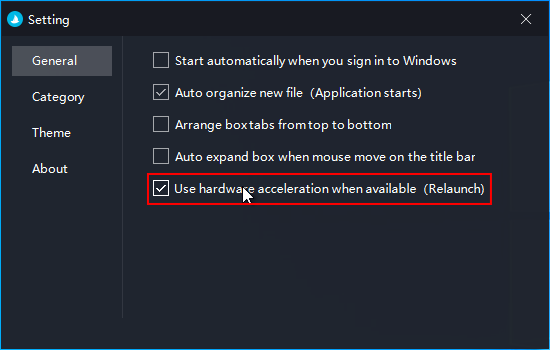 Setting
General
Category
Theme
About
Start automatically when you sign in to Windows
Auto organize new file (Application starts)
Arrange box tabs from top to bottom
Auto expand box when mouse move on the title bar
Use hardware acceleration when available (Relaunch)